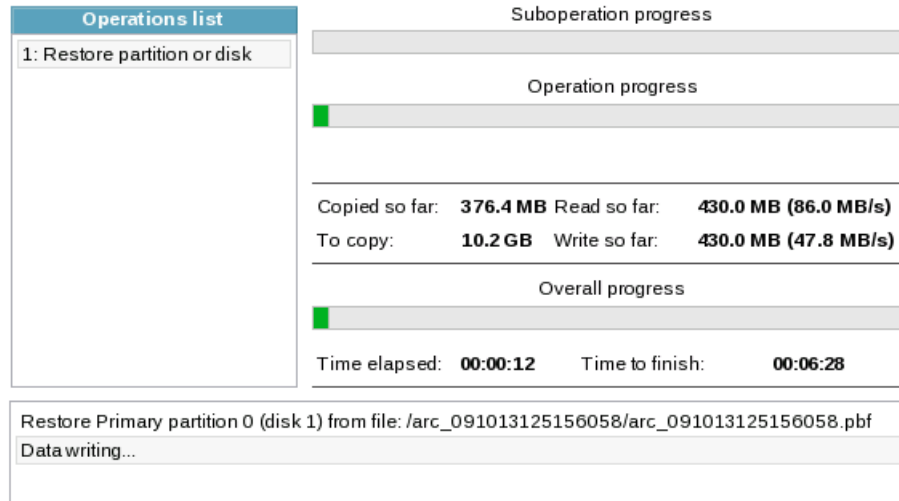 Operations list
1: Restore partition or disk
Suboperation progress
Operation progress
Copied so far: 376.4 MB Read so far: 430.0 MB (86.0 MB/s)
To copy: 10.2 GB Write so far: 430.0 MB (47.8 MB/s)
Overall progress
Time elapsed: 00:00:12 Time to finish: 00:06:28
Restore Primary partition 0 (disk 1) from file: /arc_091013125156058/arc_091013125156058.pbf
Data writing...